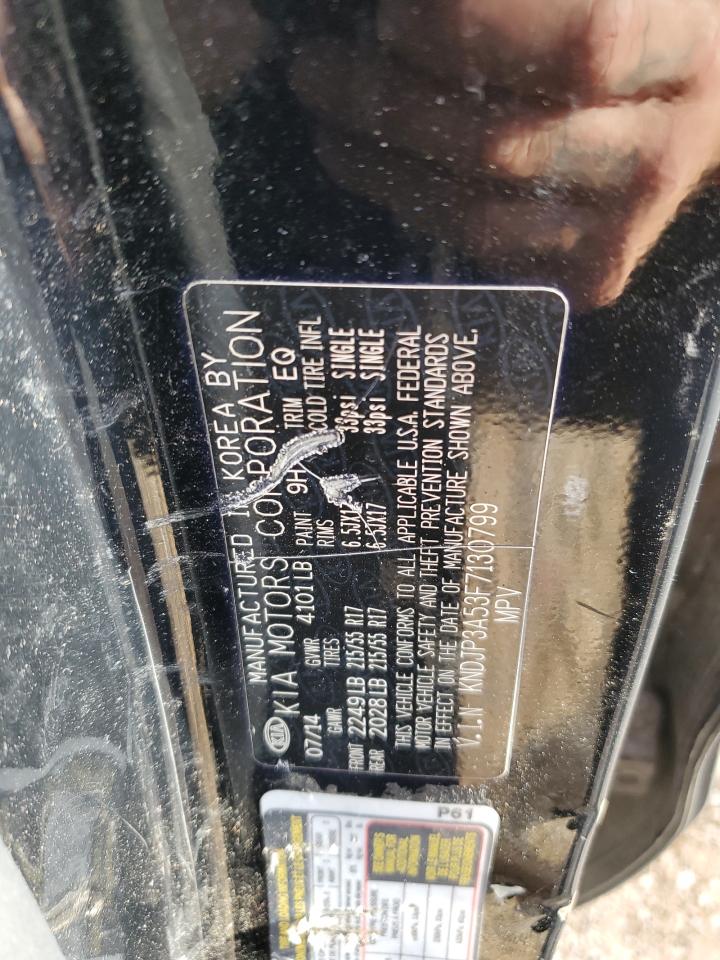 MANUFACTURED IN KOREA BY
KIA KIA MOTORS CORPORATION
07/14 GVWR 4101LB PAINT 9H TRIM EQ
GAWR TIRES RIMS COLD TIRE INFL
FRONT 2249LB 215/55 R17 6.5JX17 33psi SINGLE
REAR 2028LB 215/55 R17 6.5JX17 33psi SINGLE
THIS VEHICLE CONFORMS TO ALL APPLICABLE U.S.A. FEDERAL
MOTOR VEHICLE SAFETY AND THEFT PREVENTION STANDARDS
IN EFFECT ON THE DATE OF MANUFACTURE SHOWN ABOVE.
V.I.N KNDJP3A53F7130799
MPV
P61